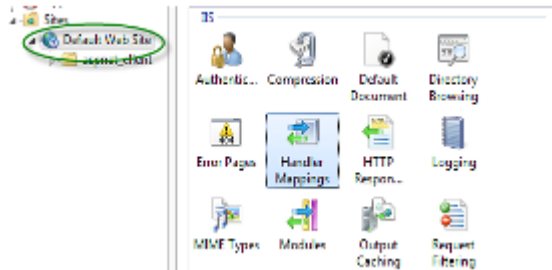 Sites
Default Web Site
aspnet_client
IIS
Authentic... Compression Default Document Directory Browsing
Error Pages Handler Mappings HTTP Respon... Logging
MIME Types Modules Output Caching Request Filtering